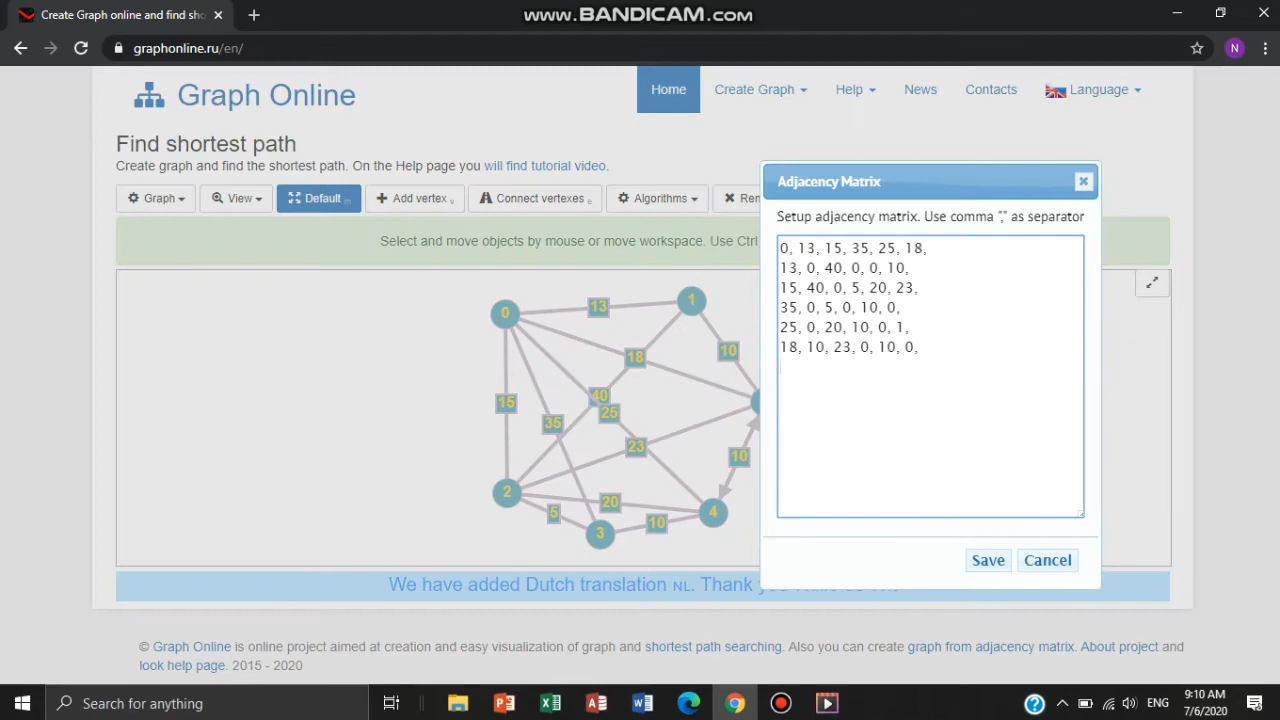 Create Graph online and find sho
www.BANDICAM.com
graphonline.ru/en/
N
Graph Online
Home
Create Graph
Help
News
Contacts
Language
Find shortest path
Create graph and find the shortest path. On the Help page you will find tutorial video.
Graph
View
Default
Add vertex v
Connect vertexes e
Algorithms
Select and move objects by mouse or move workspace. Use Ctrl
Adjacency Matrix
Setup adjacency matrix. Use comma "," as separator
0, 13, 15, 35, 25, 18,
13, 0, 40, 0, 0, 10,
15, 40, 0, 5, 20, 23,
35, 0, 5, 0, 10, 0,
25, 0, 20, 10, 0, 1,
18, 10, 23, 0, 10, 0,
Save
Cancel
0
13
1
18
10
15
40
25
35
23
10
2
20
5
10
4
3
We have added Dutch translation NL. Thank
© Graph Online is online project aimed at creation and easy visualization of graph and shortest path searching. Also you can create graph from adjacency matrix. About project and
look help page. 2015 - 2020
Search for anything
ENG
9:10 AM
7/6/2020